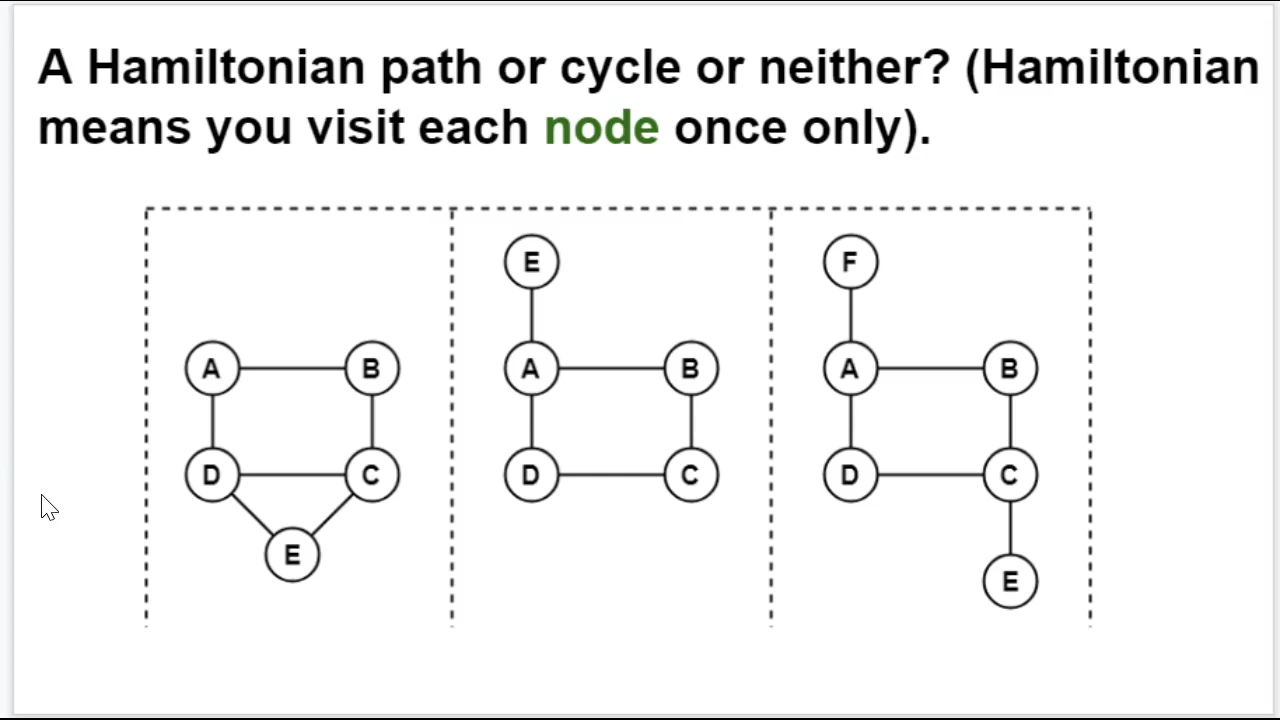 A Hamiltonian path or cycle or neither? (Hamiltonian
means you visit each node once only).
A
B
D
C
E
E
A
B
D
C
F
A
B
D
C
E